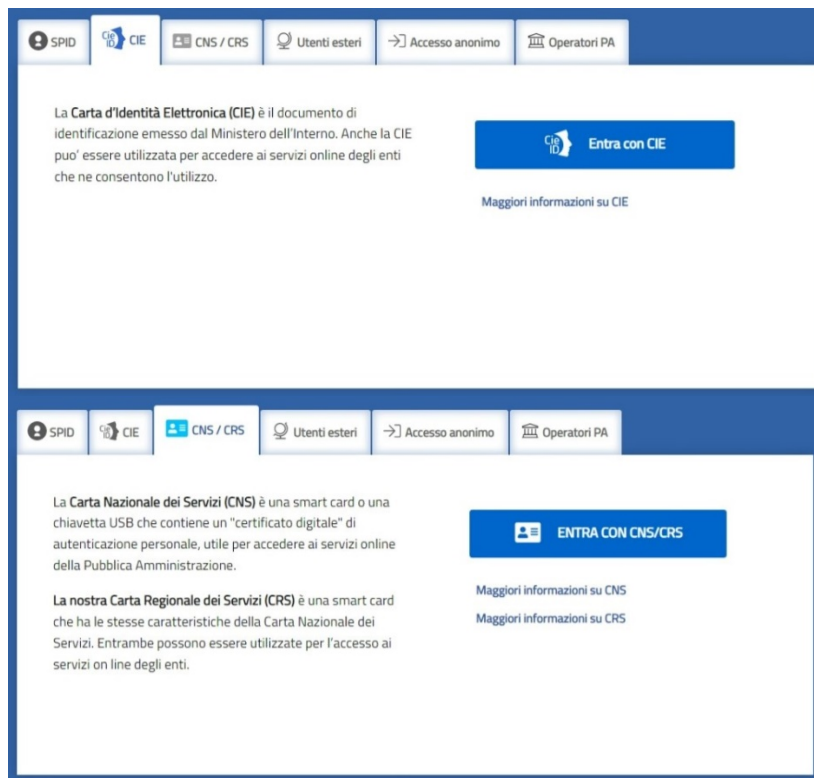 SPID CIE CNS / CRS Utenti esteri Accesso anonimo Operatori PA
La Carta d'Identità Elettronica (CIE) è il documento di
identificazione emesso dal Ministero dell'Interno. Anche la CIE
puo' essere utilizzata per accedere ai servizi online degli enti
che ne consentono l'utilizzo.
Entra con CIE
Maggiori informazioni su CIE
SPID CIE CNS / CRS Utenti esteri Accesso anonimo Operatori PA
La Carta Nazionale dei Servizi (CNS) è una smart card o una
chiavetta USB che contiene un "certificato digitale" di
autenticazione personale, utile per accedere ai servizi online
della Pubblica Amministrazione.
La nostra Carta Regionale dei Servizi (CRS) è una smart card
che ha le stesse caratteristiche della Carta Nazionale dei
Servizi. Entrambe possono essere utilizzate per l'accesso ai
servizi on line degli enti.
ENTRA CON CNS/CRS
Maggiori informazioni su CNS
Maggiori informazioni su CRS